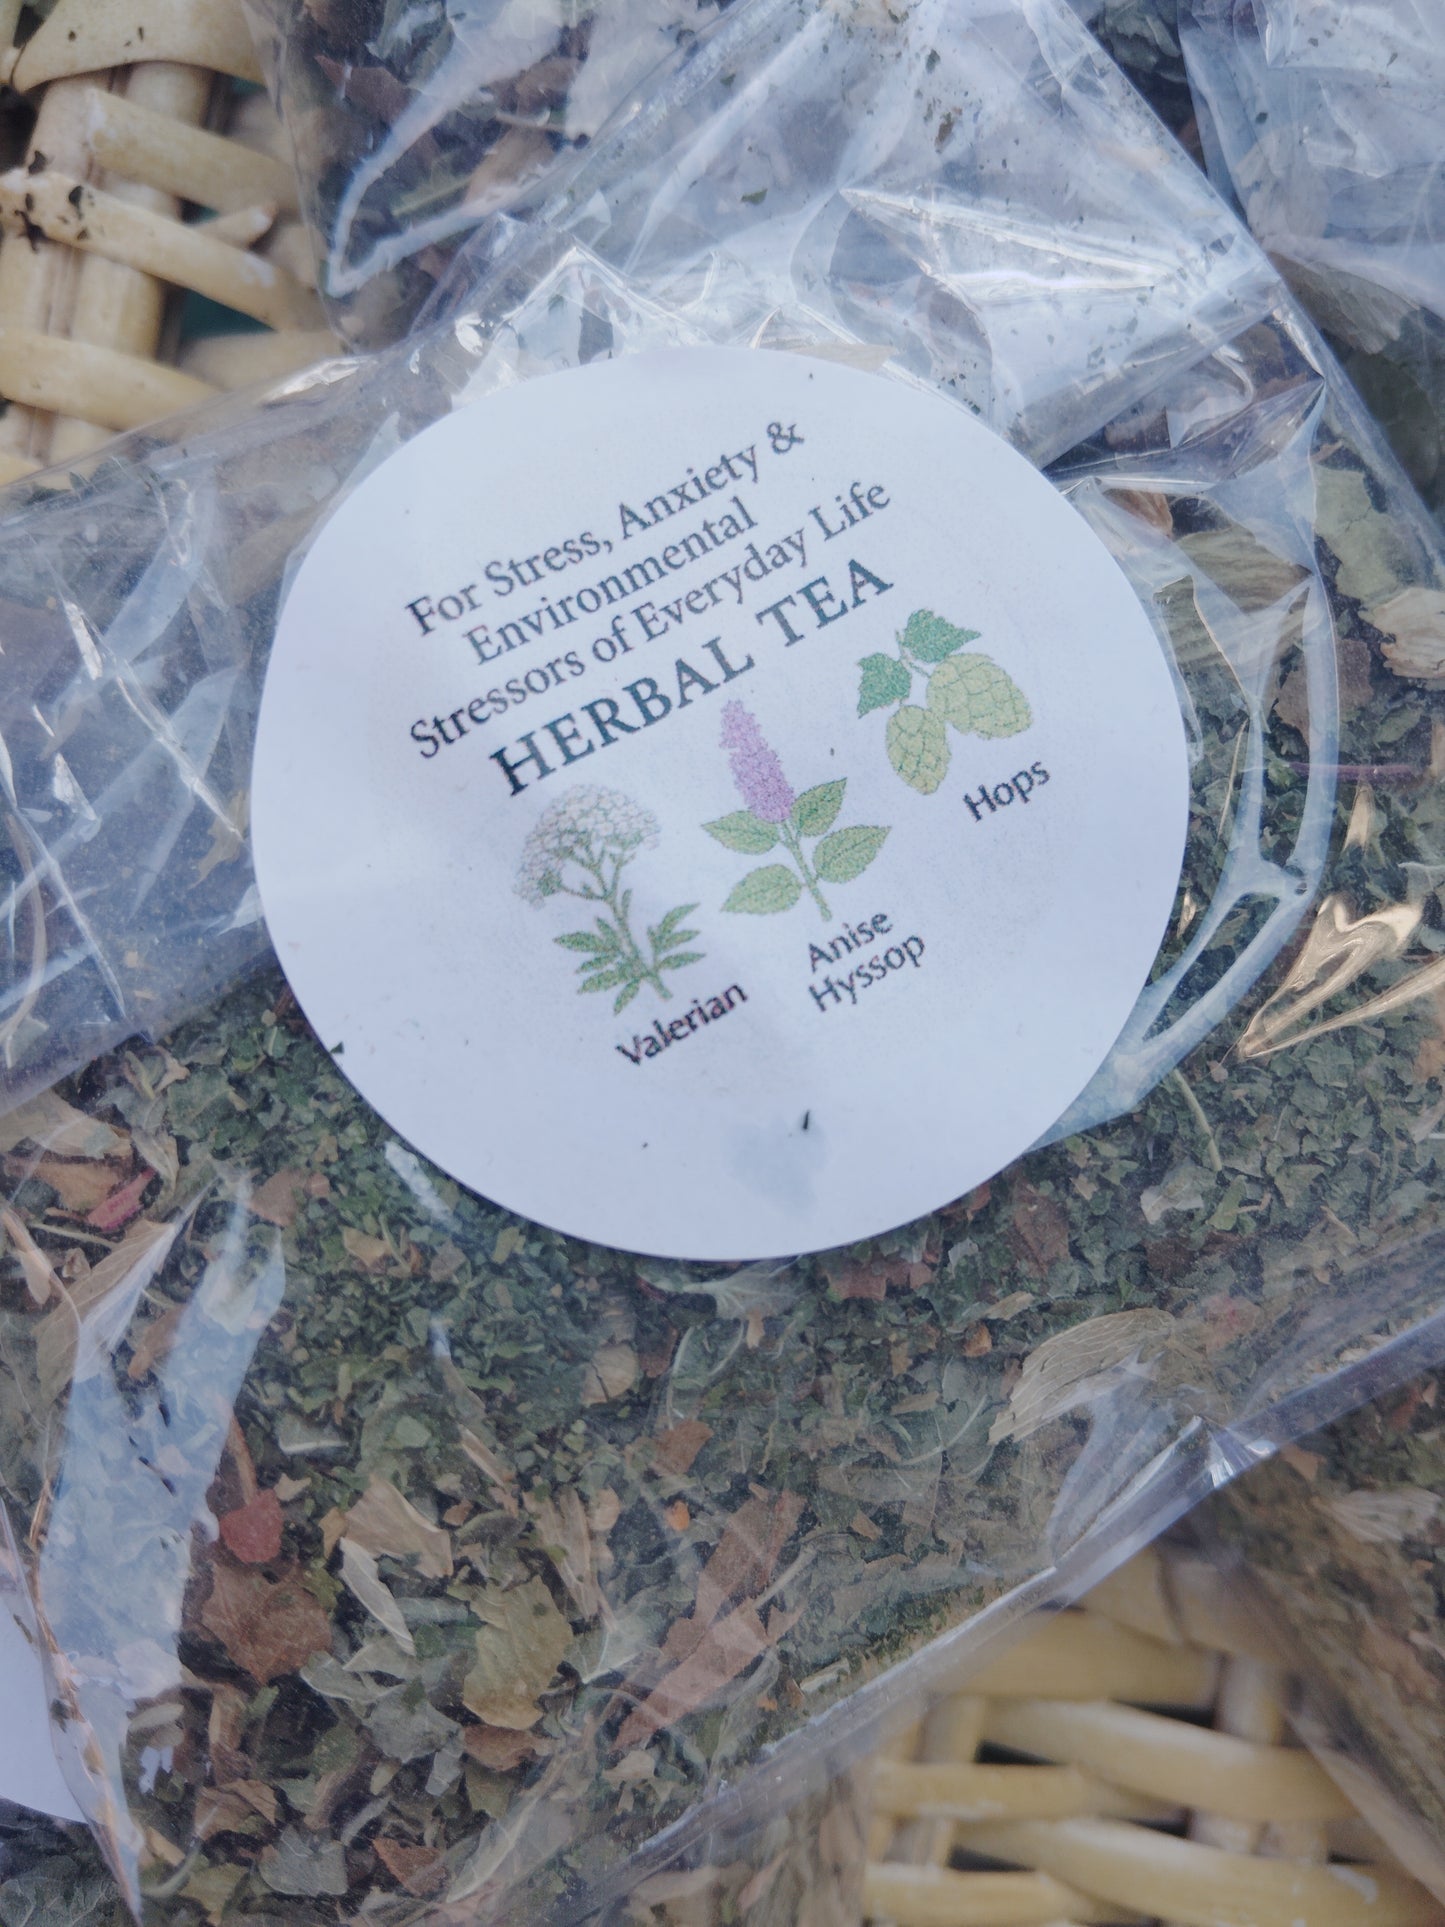 For Stress, Anxiety &
Environmental
Stressors of Everyday Life
HERBAL TEA
Valerian
Anise
Hyssop
Hops